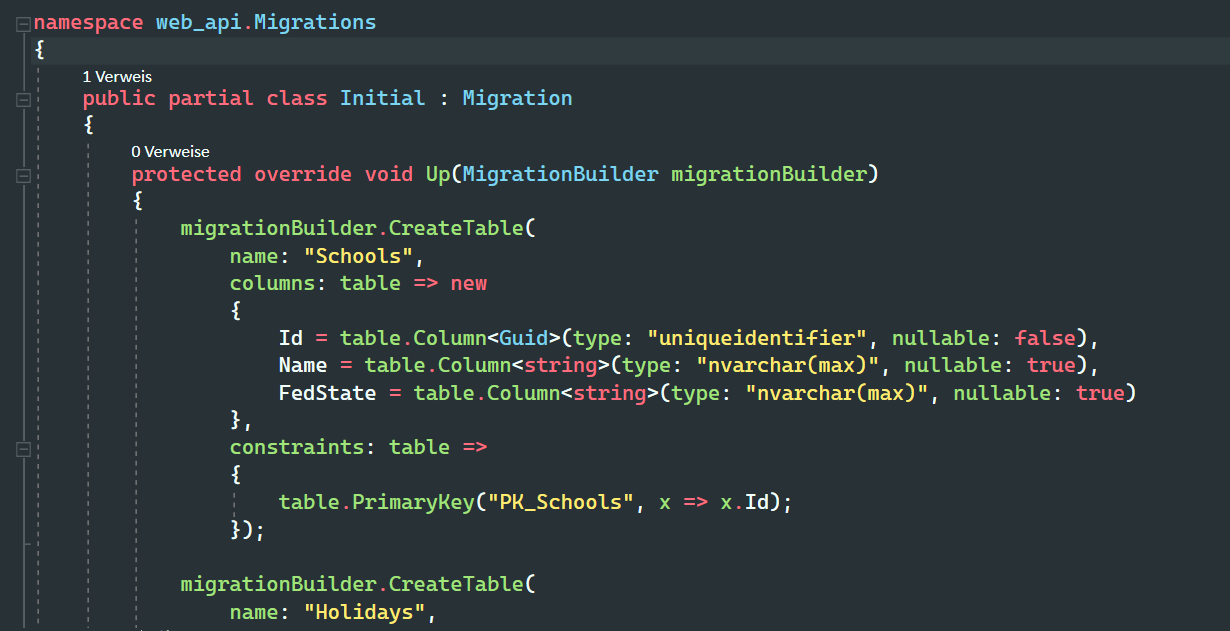 namespace web_api.Migrations
{
1 Verweis
public partial class Initial : Migration
{
0 Verweise
protected override void Up(MigrationBuilder migrationBuilder)
{
migrationBuilder.CreateTable(
name: "Schools",
columns: table => new
{
Id = table.Column<Guid>(type: "uniqueidentifier", nullable: false),
Name = table.Column<string>(type: "nvarchar(max)", nullable: true),
FedState = table.Column<string>(type: "nvarchar(max)", nullable: true)
},
constraints: table =>
{
table.PrimaryKey("PK_Schools", x => x.Id);
});
migrationBuilder.CreateTable(
name: "Holidays",